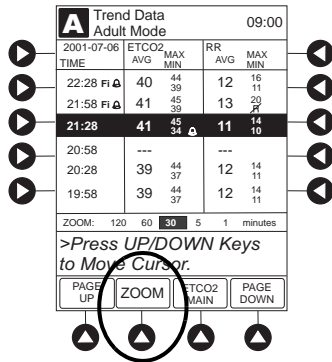 A Trend Data 09:00
Adult Mode
2001-07-06 ETCO2 RR
TIME AVG MAX MIN AVG MAX MIN
22:28 Fi 40 44 39 12 16 11
21:58 Fi 41 45 39 13 20
21:28 41 45 34 11 14 10
20:58 ---  ---
20:28 39 44 37 12 14 11
19:58 39 44 37 12 14 11
ZOOM: 120 60 30 5 1 minutes
>Press UP/DOWN Keys
to Move Cursor.
PAGE UP ZOOM ETCO2 MAIN PAGE DOWN